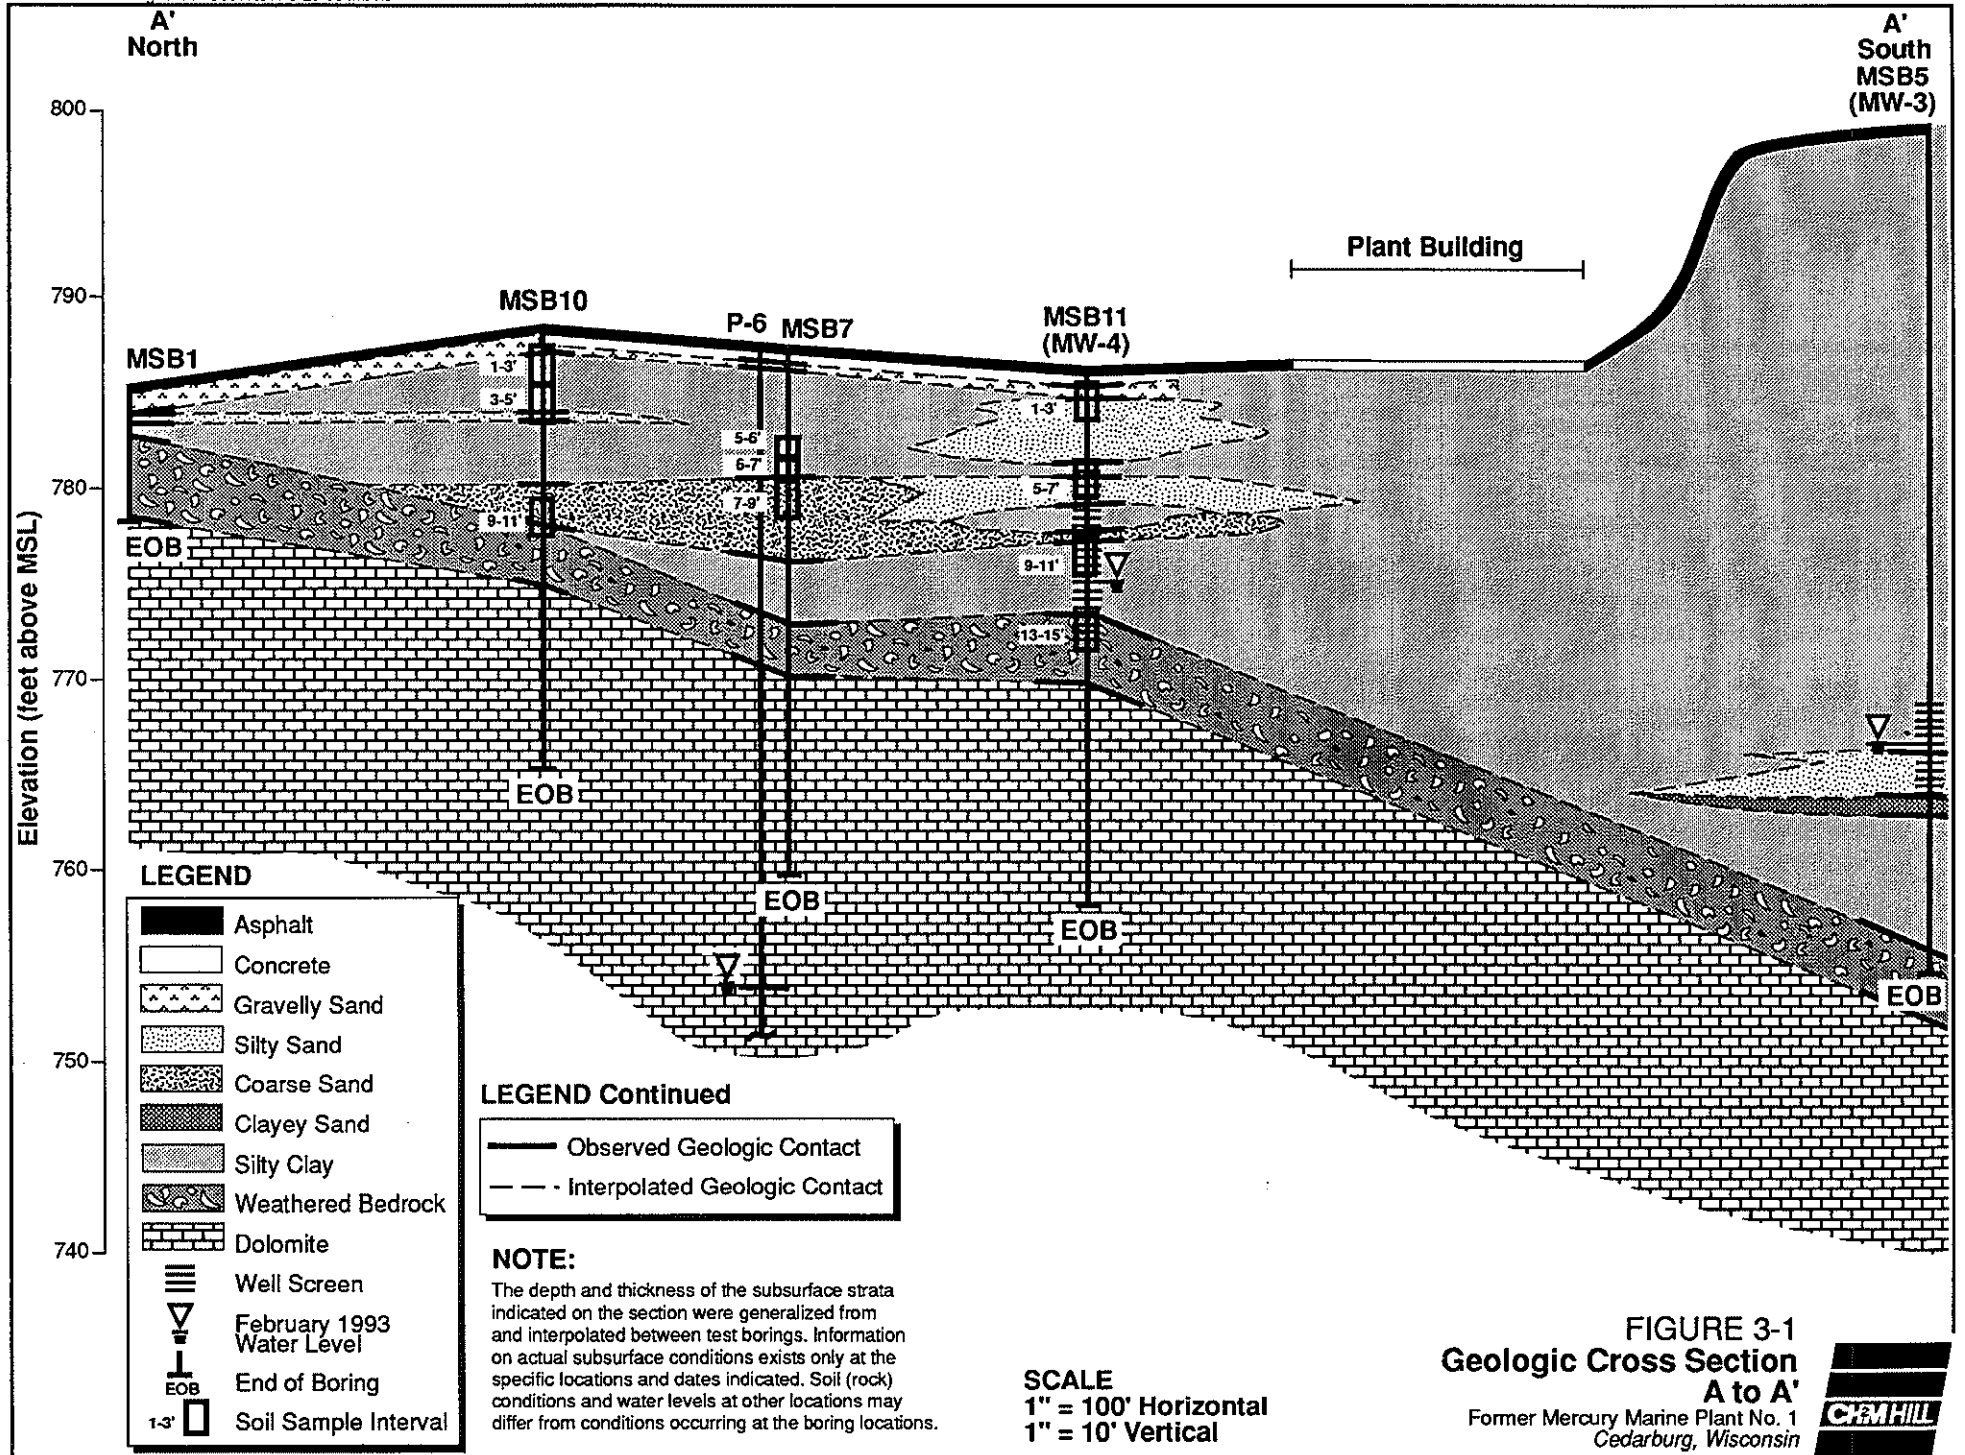 A'
North
A'
South
MSB5
(MW-3)
800
790
780
770
760
750
740
Elevation (feet above MSL)
Plant Building
MSB1
MSB10
P-6
MSB7
MSB11
(MW-4)
1-3'
3-5'
9-11'
5-6'
6-7'
7-9'
1-3'
5-7'
9-11'
13-15'
EOB
EOB
EOB
EOB
EOB
LEGEND
Asphalt
Concrete
Gravelly Sand
Silty Sand
Coarse Sand
Clayey Sand
Silty Clay
Weathered Bedrock
Dolomite
Well Screen
February 1993
Water Level
EOB End of Boring
1-3' Soil Sample Interval
LEGEND Continued
Observed Geologic Contact
Interpolated Geologic Contact
NOTE:
The depth and thickness of the subsurface strata
indicated on the section were generalized from
and interpolated between test borings. Information
on actual subsurface conditions exists only at the
specific locations and dates indicated. Soil (rock)
conditions and water levels at other locations may
differ from conditions occurring at the boring locations.
SCALE
1" = 100' Horizontal
1" = 10' Vertical
FIGURE 3-1
Geologic Cross Section
A to A'
Former Mercury Marine Plant No. 1
Cedarburg, Wisconsin
CH2M HILL